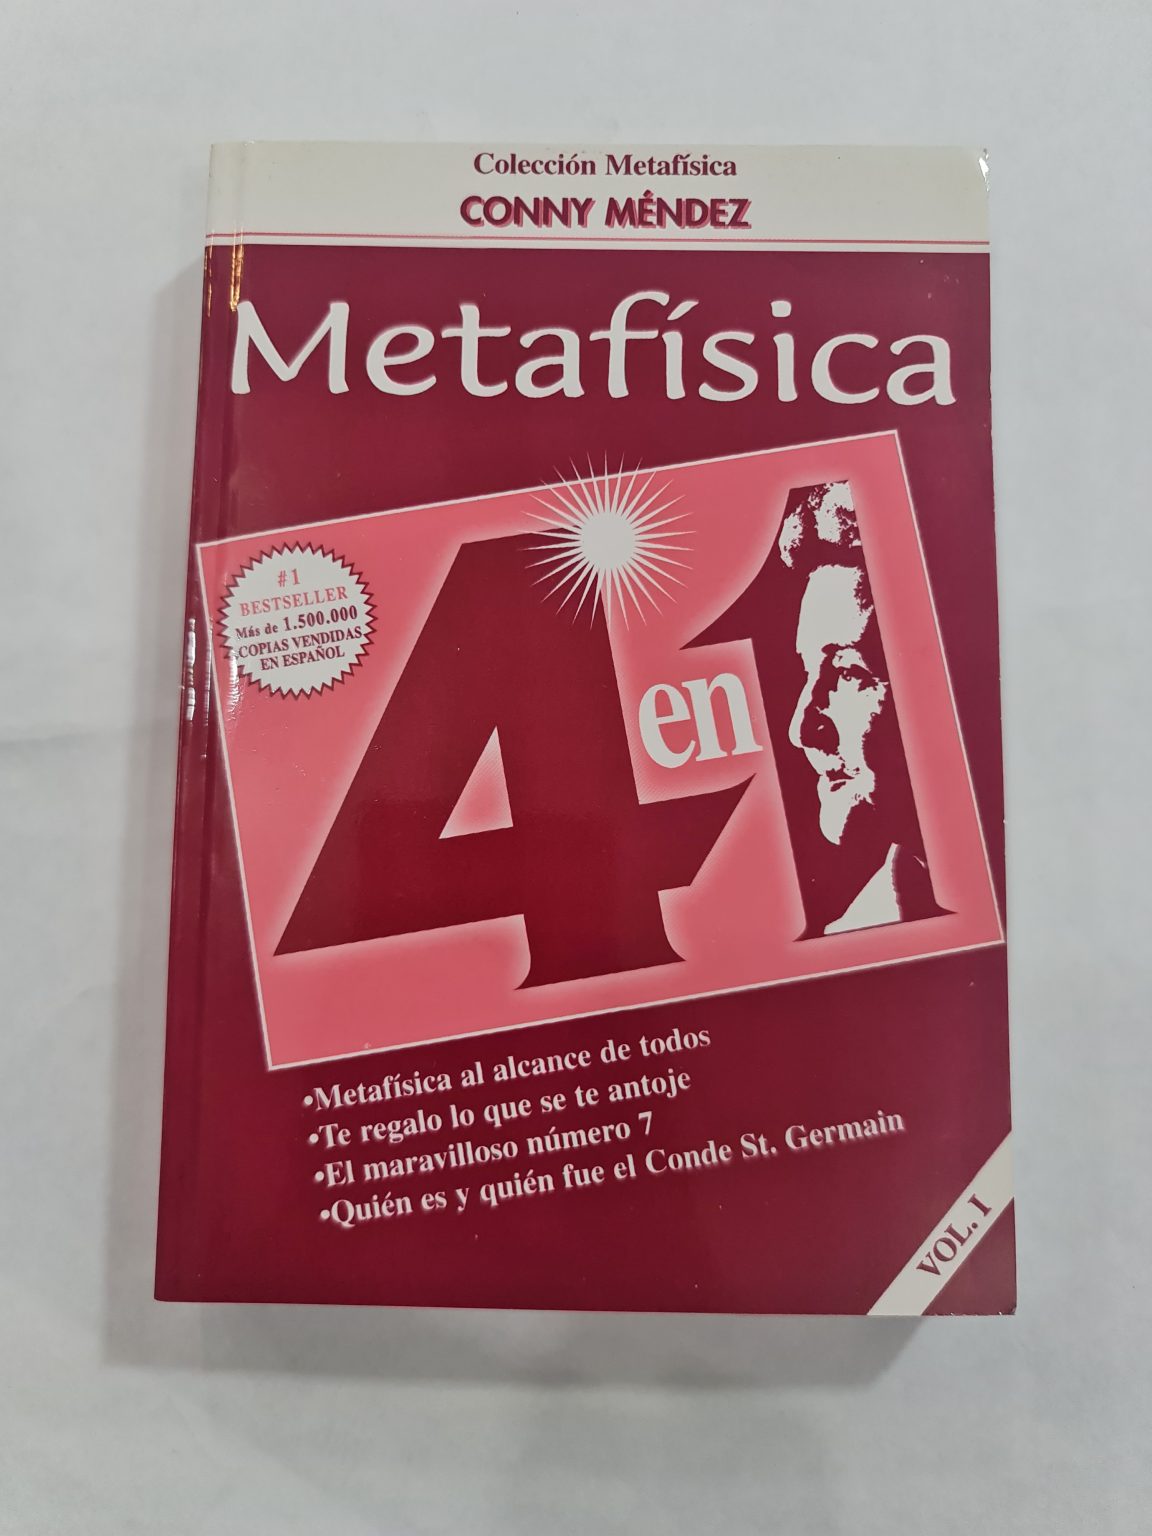 Colección Metafísica
CONNY MÉNDEZ
Metafísica
4 en 1
#1
BESTSELLER
Más de 1.500.000
COPIAS VENDIDAS
EN ESPAÑOL
•Metafísica al alcance de todos
•Te regalo lo que se te antoje
•El maravilloso número 7
•Quién es y quién fue el Conde St. Germain
VOL. I